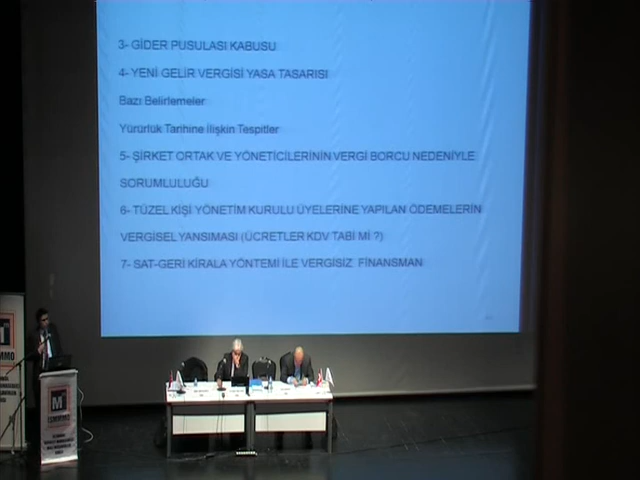 3- GİDER PUSULASI KABUSU
4- YENİ GELİR VERGİSİ YASA TASARISI
Bazı Belirlemeler
Yürürlük Tarihine İlişkin Tespitler
5- ŞİRKET ORTAK VE YÖNETİCİLERİNİN VERGİ BORCU NEDENİYLE
SORUMLULUĞU
6- TÜZEL KİŞİ YÖNETİM KURULU ÜYELERİNE YAPILAN ÖDEMELERİN
VERGİSEL YANSIMASI (ÜCRETLER KDV TABİ Mİ ?)
7- SAT-GERİ KİRALA YÖNTEMİ İLE VERGİSİZ FİNANSMAN